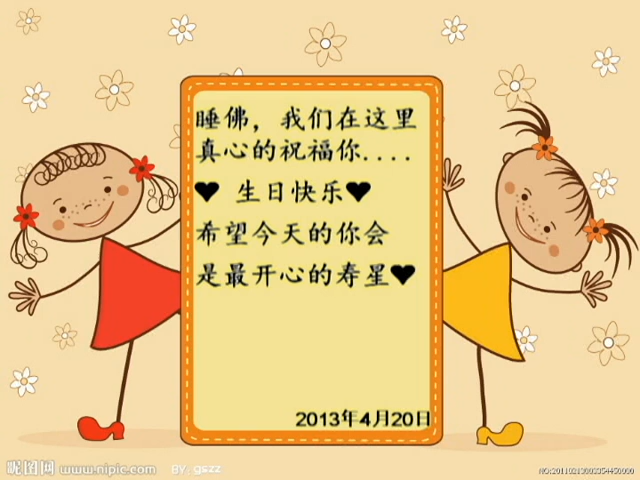 睡佛，我们在这里
真心的祝福你....
♥ 生日快乐♥
希望今天的你会
是最开心的寿星♥
2013年4月20日
昵图网 www.nipic.com BY: gszz